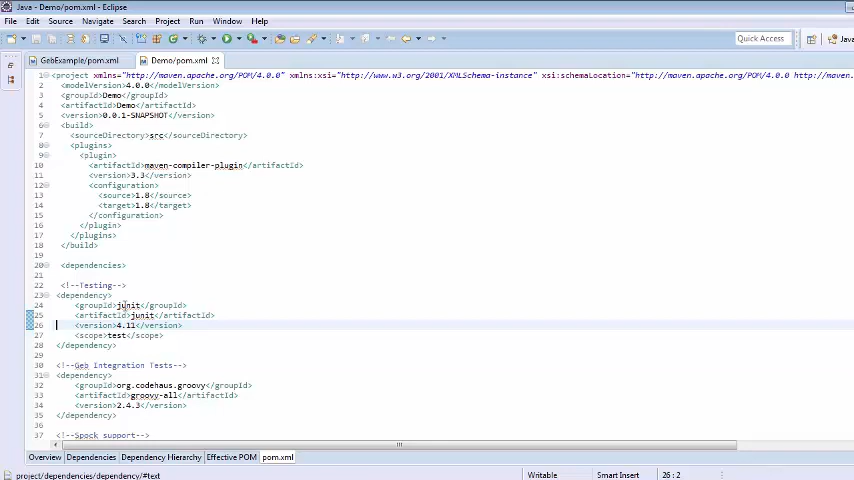 Java - Demo/pom.xml - Eclipse
File Edit Source Navigate Search Project Run Window Help
Quick Access
Java
GebExample/pom.xml Demo/pom.xml
1 <project xmlns="http://maven.apache.org/POM/4.0.0" xmlns:xsi="http://www.w3.org/2001/XMLSchema-instance" xsi:schemaLocation="http://maven.apache.org/POM/4.0.0 http://maven.apa
2 <modelVersion>4.0.0</modelVersion>
3 <groupId>Demo</groupId>
4 <artifactId>Demo</artifactId>
5 <version>0.0.1-SNAPSHOT</version>
6 <build>
7 <sourceDirectory>src</sourceDirectory>
8 <plugins>
9 <plugin>
10 <artifactId>maven-compiler-plugin</artifactId>
11 <version>3.3</version>
12 <configuration>
13 <source>1.8</source>
14 <target>1.8</target>
15 </configuration>
16 </plugin>
17 </plugins>
18 </build>
19
20 <dependencies>
21
22 <!--Testing-->
23 <dependency>
24 <groupId>junit</groupId>
25 <artifactId>junit</artifactId>
26 <version>4.11</version>
27 <scope>test</scope>
28 </dependency>
29
30 <!--Geb Integration Tests-->
31 <dependency>
32 <groupId>org.codehaus.groovy</groupId>
33 <artifactId>groovy-all</artifactId>
34 <version>2.4.3</version>
35 </dependency>
36
37 <!--Spock support-->
Overview Dependencies Dependency Hierarchy Effective POM pom.xml
project/dependencies/dependency/#text Writable Smart Insert 26 : 2